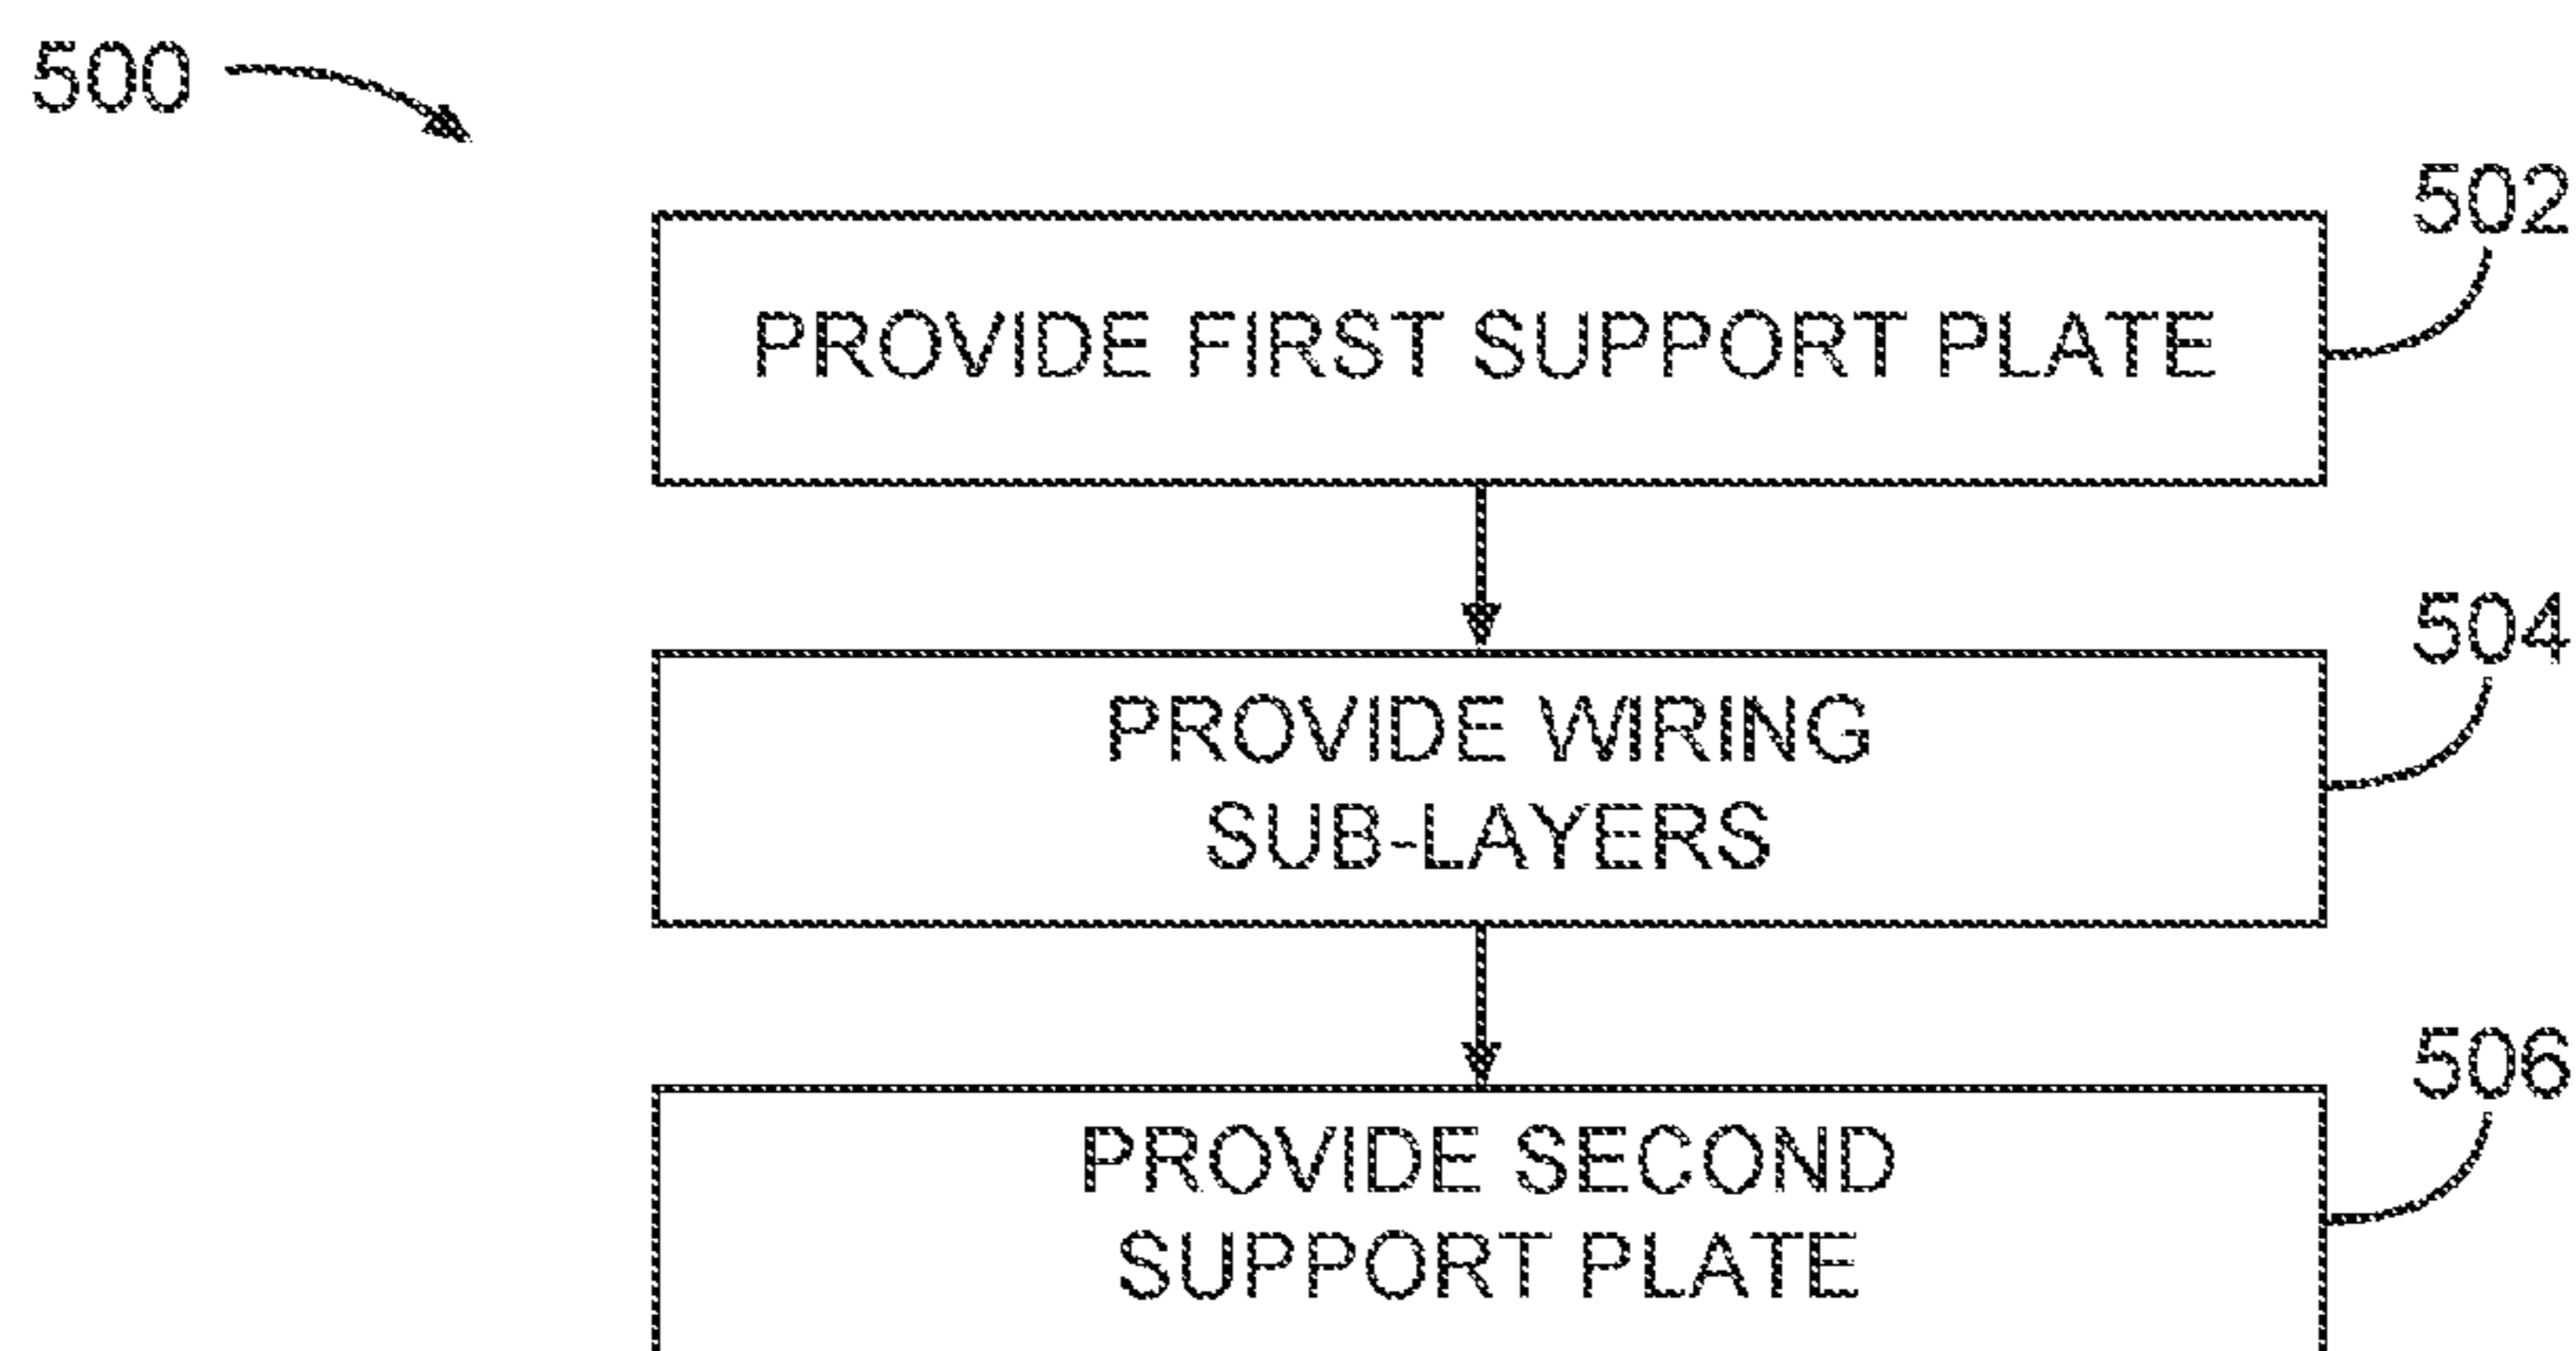 500
502
PROVIDE FIRST SUPPORT PLATE
504
PROVIDE WIRING
SUB-LAYERS
506
PROVIDE SECOND
SUPPORT PLATE